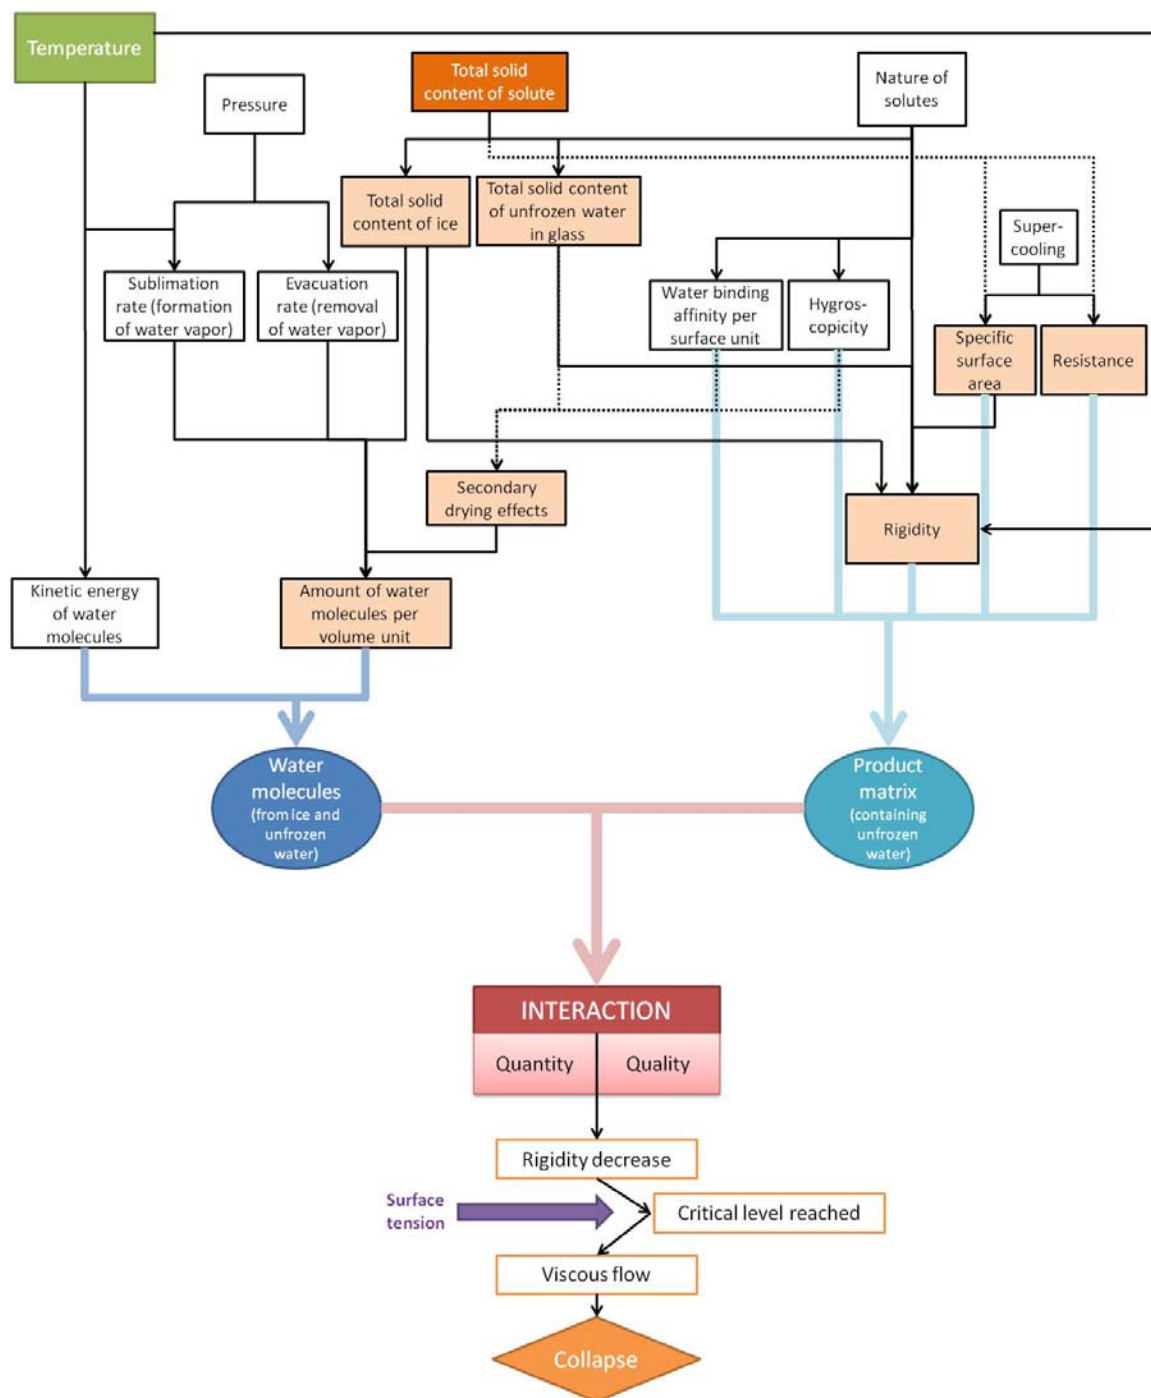 Temperature
Pressure
Total solid
content of solute
Nature of
solutes
Total solid
content of ice
Total solid content
of unfrozen water
in glass
Super-
cooling
Sublimation
rate (formation
of water vapor)
Evacuation
rate (removal
of water vapor)
Water binding
affinity per
surface unit
Hygros-
copicity
Specific
surface
area
Resistance
Secondary
drying effects
Rigidity
Kinetic energy
of water
molecules
Amount of water
molecules per
volume unit
Water
molecules
(from ice and
unfrozen
water)
Product
matrix
(containing
unfrozen
water)
INTERACTION
Quantity
Quality
Rigidity decrease
Surface
tension
Critical level reached
Viscous flow
Collapse